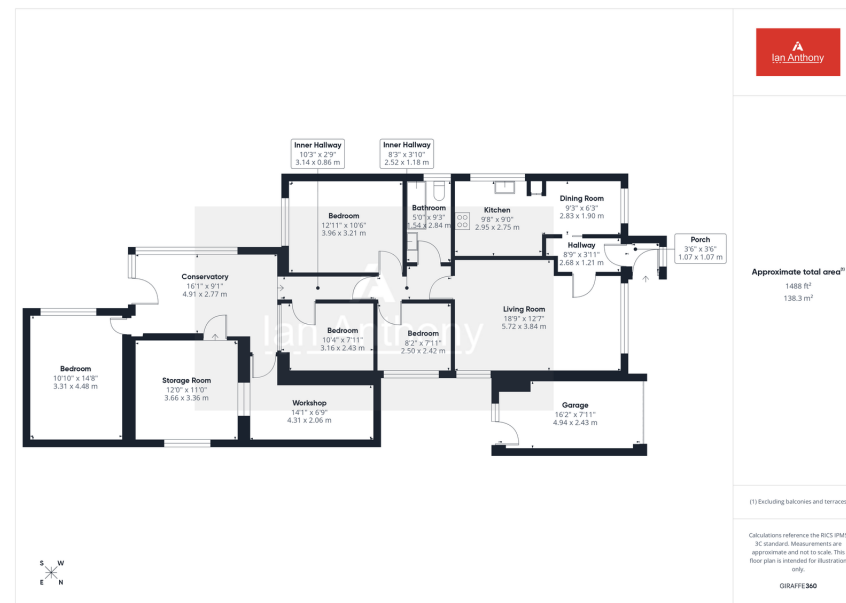 Ian Anthony
Inner Hallway
10'3" x 2'9"
3.14 x 0.86 m
Inner Hallway
8'3" x 3'10"
2.52 x 1.18 m
Bedroom
12'11" x 10'6"
3.96 x 3.21 m
Bathroom
5'0" x 9'3"
1.54 x 2.84 m
Kitchen
9'8" x 9'0"
2.95 x 2.75 m
Dining Room
9'3" x 6'3"
2.83 x 1.90 m
Hallway
8'9" x 3'11"
2.68 x 1.21 m
Porch
3'6" x 3'6"
1.07 x 1.07 m
Conservatory
16'1" x 9'1"
4.91 x 2.77 m
Living Room
18'9" x 12'7"
5.72 x 3.84 m
Bedroom
10'4" x 7'11"
3.16 x 2.43 m
Bedroom
8'2" x 7'11"
2.50 x 2.42 m
Ian Anthony
Bedroom
10'10" x 14'8"
3.31 x 4.48 m
Storage Room
12'0" x 11'0"
3.66 x 3.36 m
Workshop
14'1" x 6'9"
4.31 x 2.06 m
Garage
16'2" x 7'11"
4.94 x 2.43 m
Approximate total area(1)
1488 ft²
138.3 m²
(1) Excluding balconies and terraces
Calculations reference the RICS IPMS
3C standard. Measurements are
approximate and not to scale. This
floor plan is intended for illustration
only.
GIRAFFE360
S W
E N